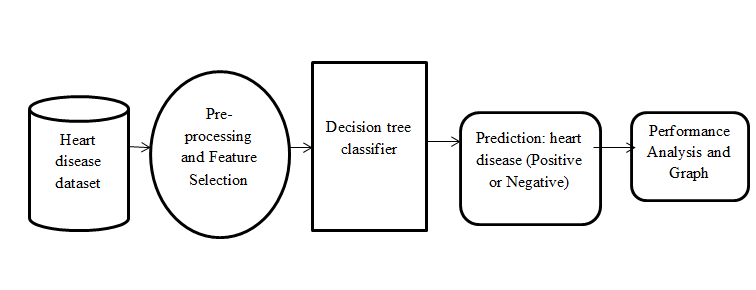 Heart
disease
dataset
Pre-
processing
and Feature
Selection
Decision tree
classifier
Prediction: heart
disease (Positive
or Negative)
Performance
Analysis and
Graph